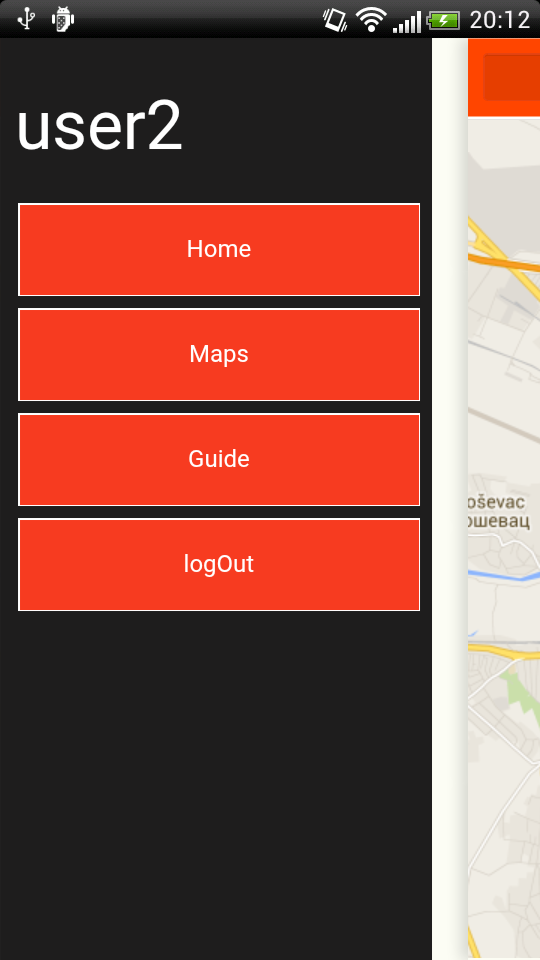 20:12
user2
Home
Maps
Guide
logOut
oševac
ошевац